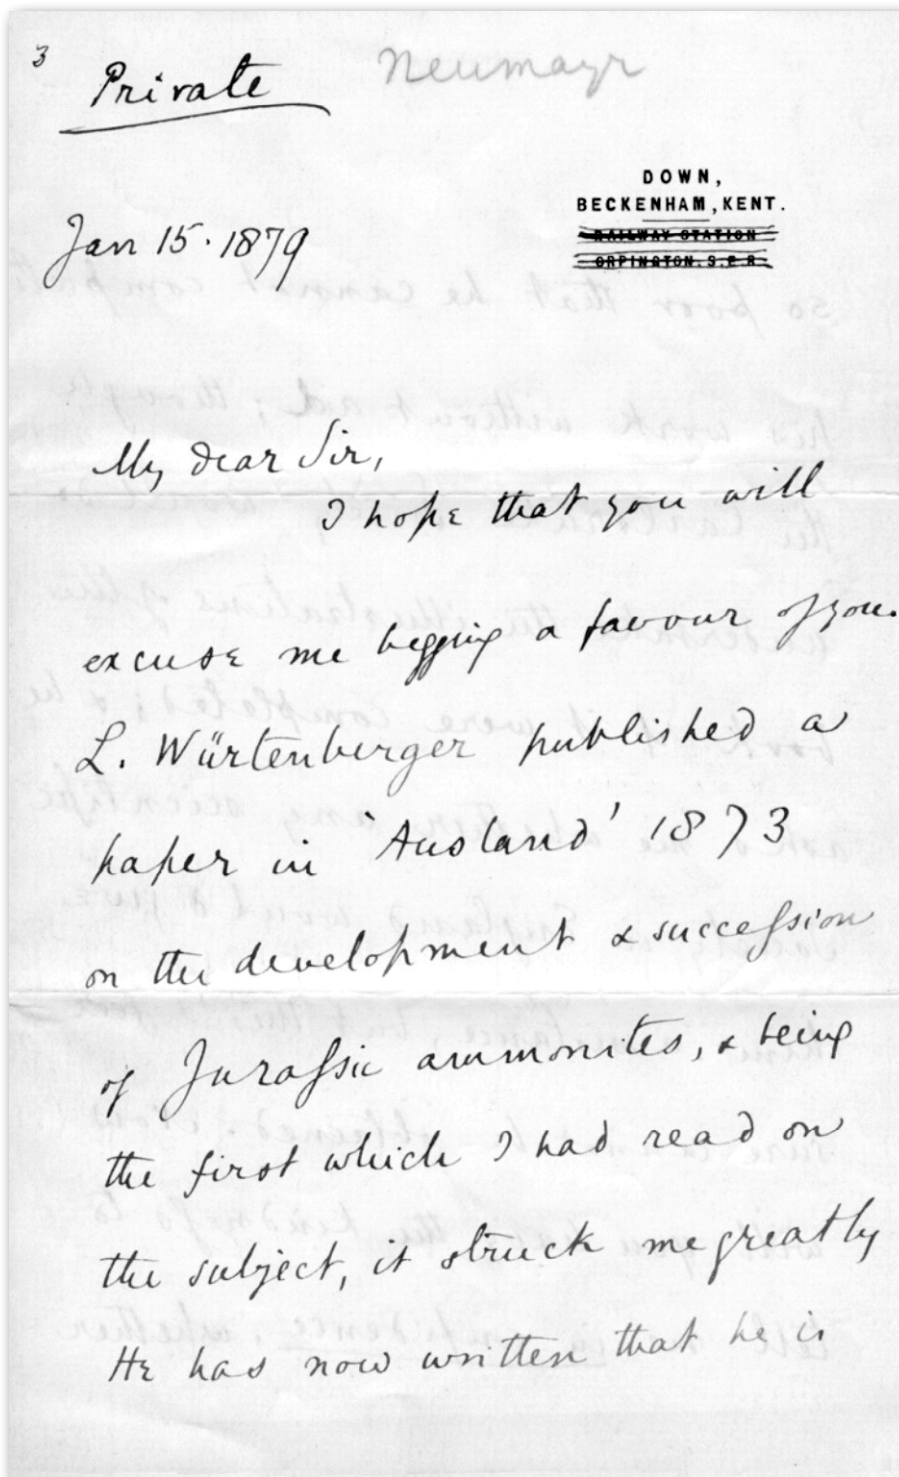 3
Private
Neumayr
DOWN,
BECKENHAM, KENT.
RAILWAY STATION
ORPINGTON. S.E.R.
Jan 15. 1879
My dear Sir,
I hope that you will
excuse me begging a favour of you.
L. Würtenberger published a
paper in 'Ausland' 1873
on the development & succession
of Jurassic ammonites, & being
the first which I had read on
the subject, it struck me greatly
He has now written that he is